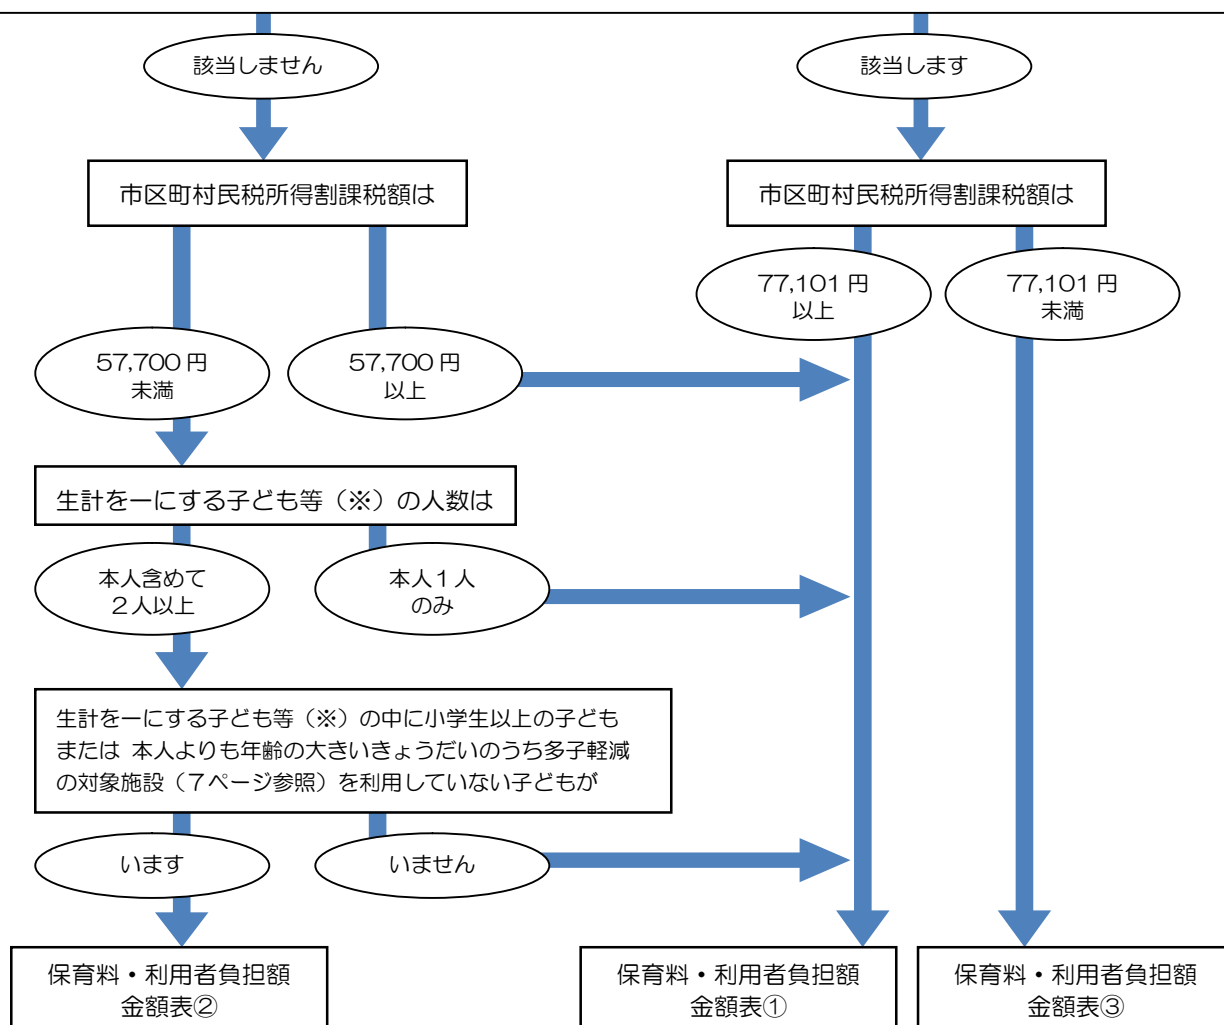 該当しません
該当します
市区町村民税所得割課税額は
市区町村民税所得割課税額は
77,101 円
以上
77,101 円
未満
57,700 円
未満
57,700 円
以上
生計を一にする子ども等（※）の人数は
本人含めて
２人以上
本人１人
のみ
生計を一にする子ども等（※）の中に小学生以上の子ども
または 本人よりも年齢の大きいきょうだいのうち多子軽減
の対象施設（７ページ参照）を利用していない子どもが
います
いません
保育料・利用者負担額
金額表②
保育料・利用者負担額
金額表①
保育料・利用者負担額
金額表③